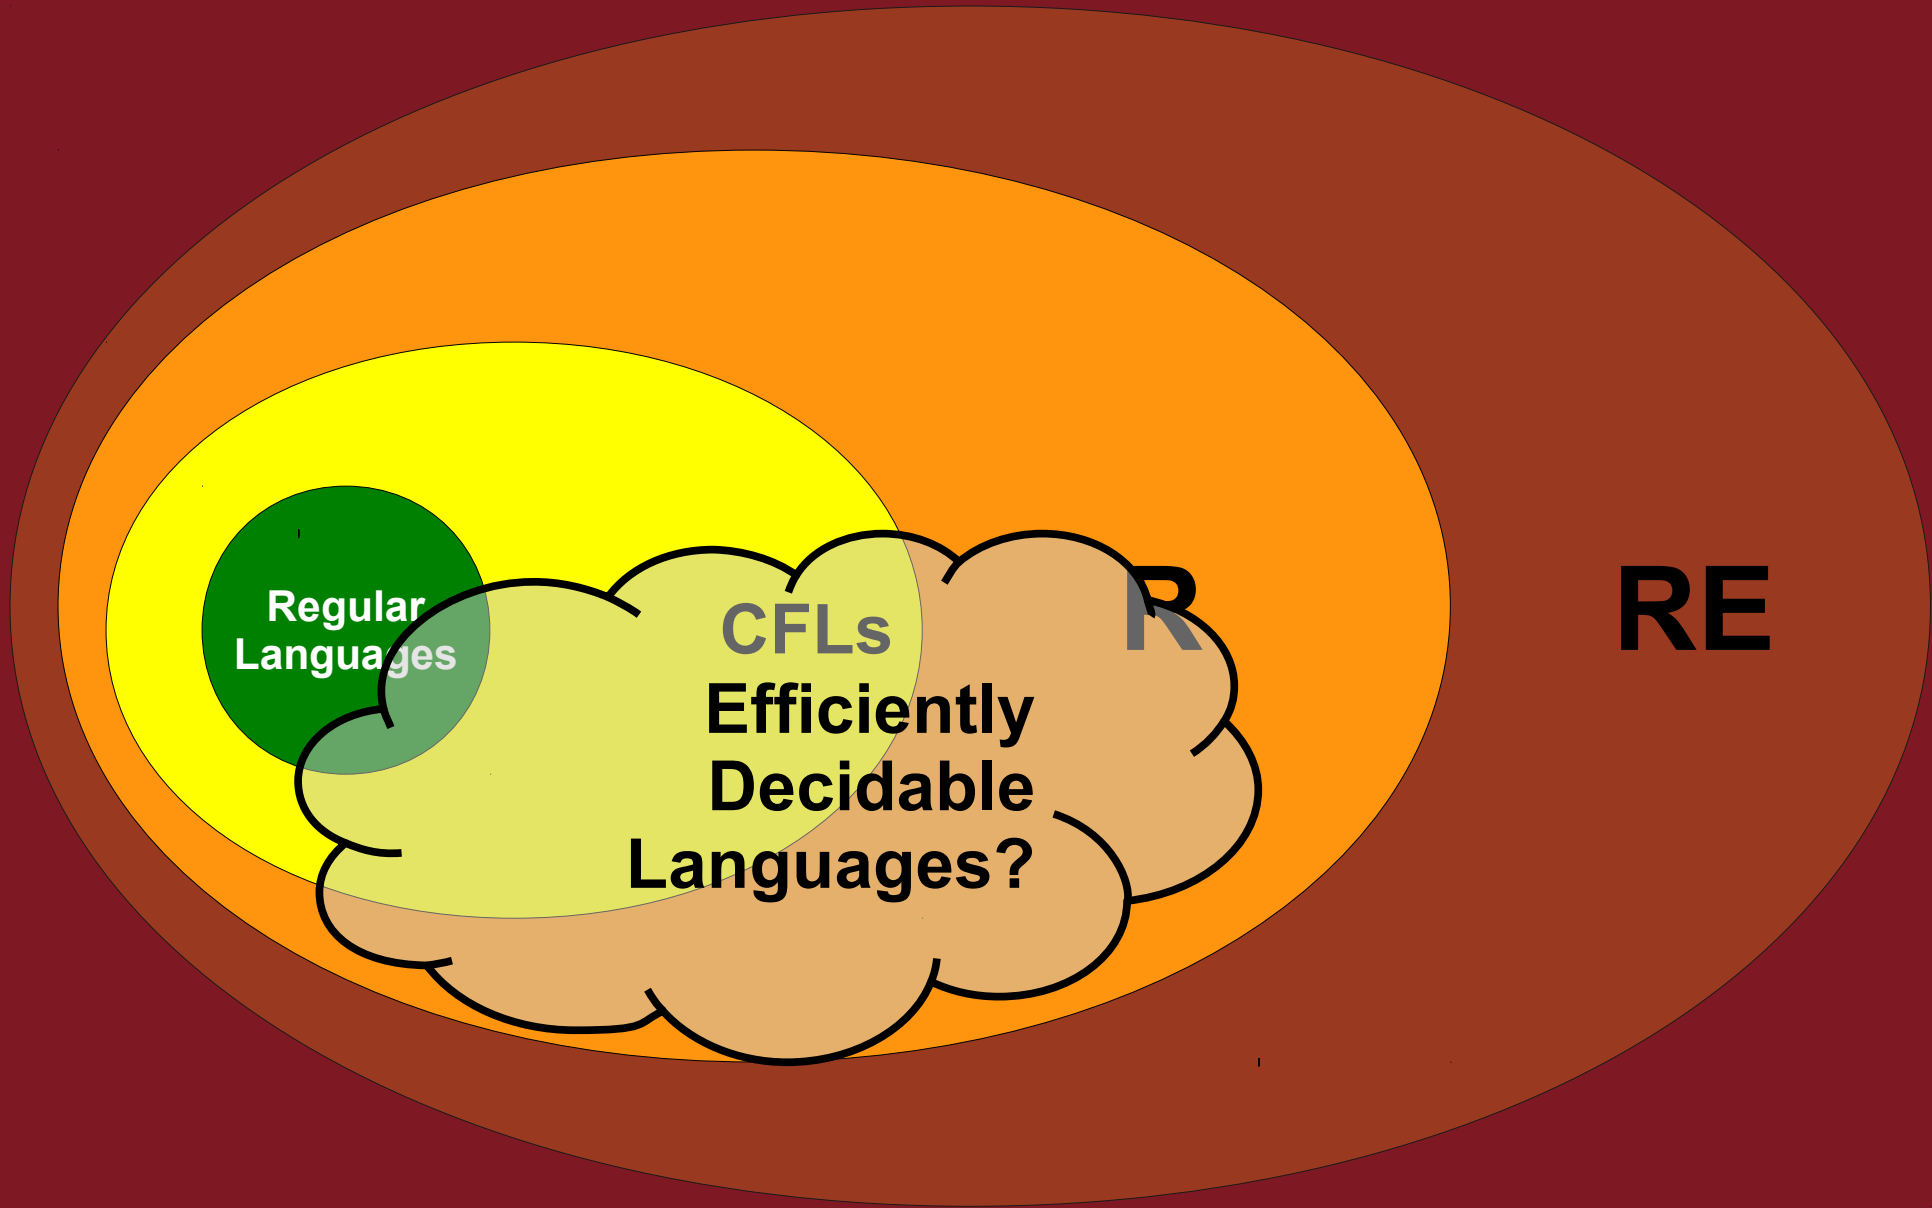 Regular
Languages
CFLs
R
RE
Efficiently
Decidable
Languages?